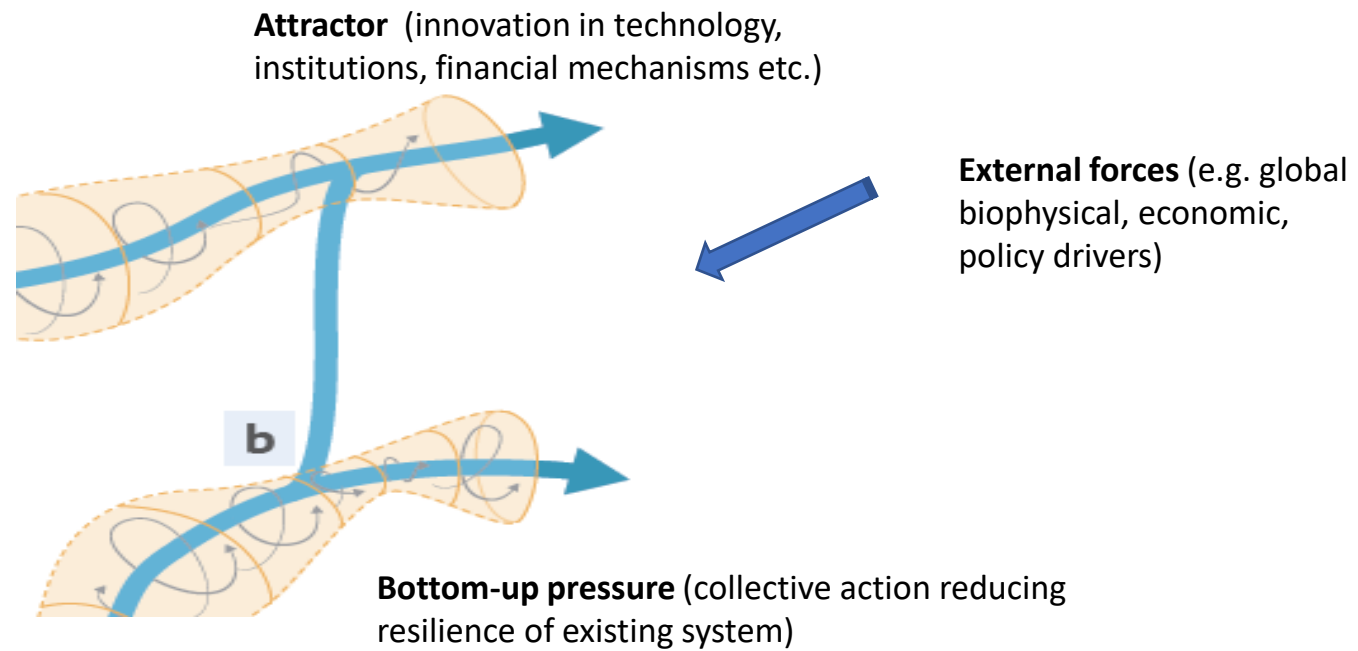 Attractor (innovation in technology,
institutions, financial mechanisms etc.)
External forces (e.g. global
biophysical, economic,
policy drivers)
b
Bottom-up pressure (collective action reducing
resilience of existing system)